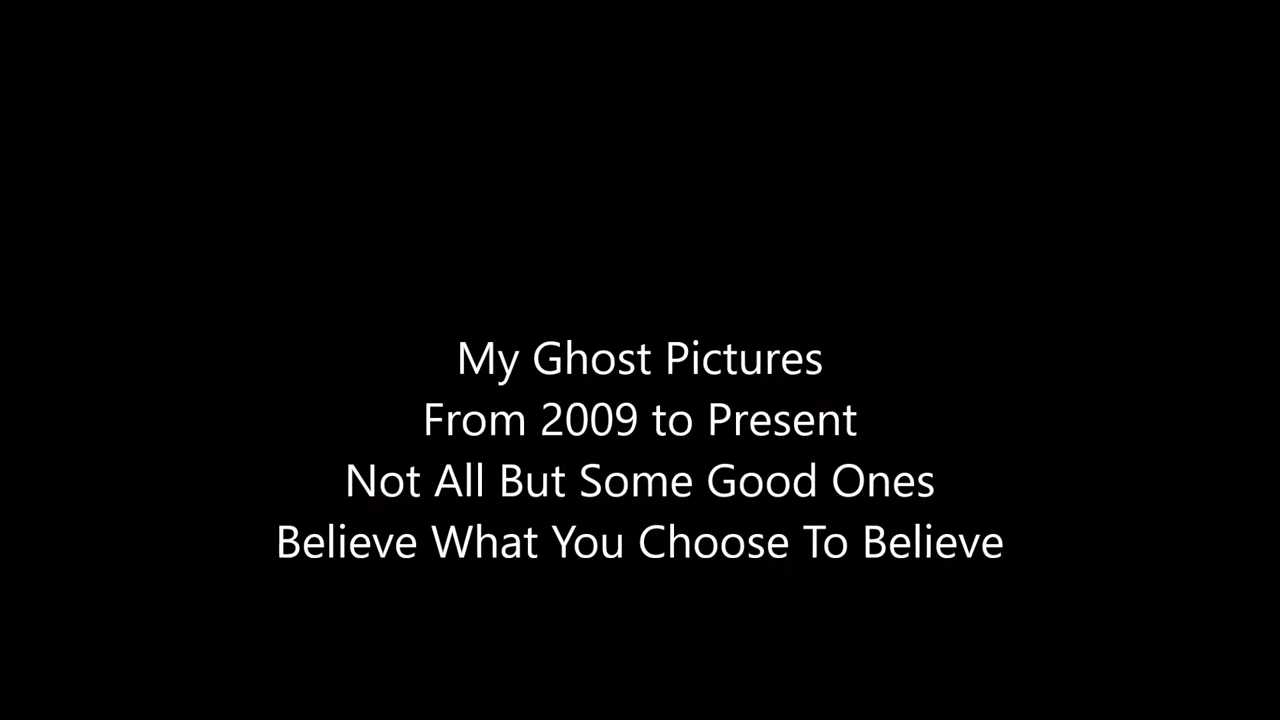 My Ghost Pictures
From 2009 to Present
Not All But Some Good Ones
Believe What You Choose To Believe